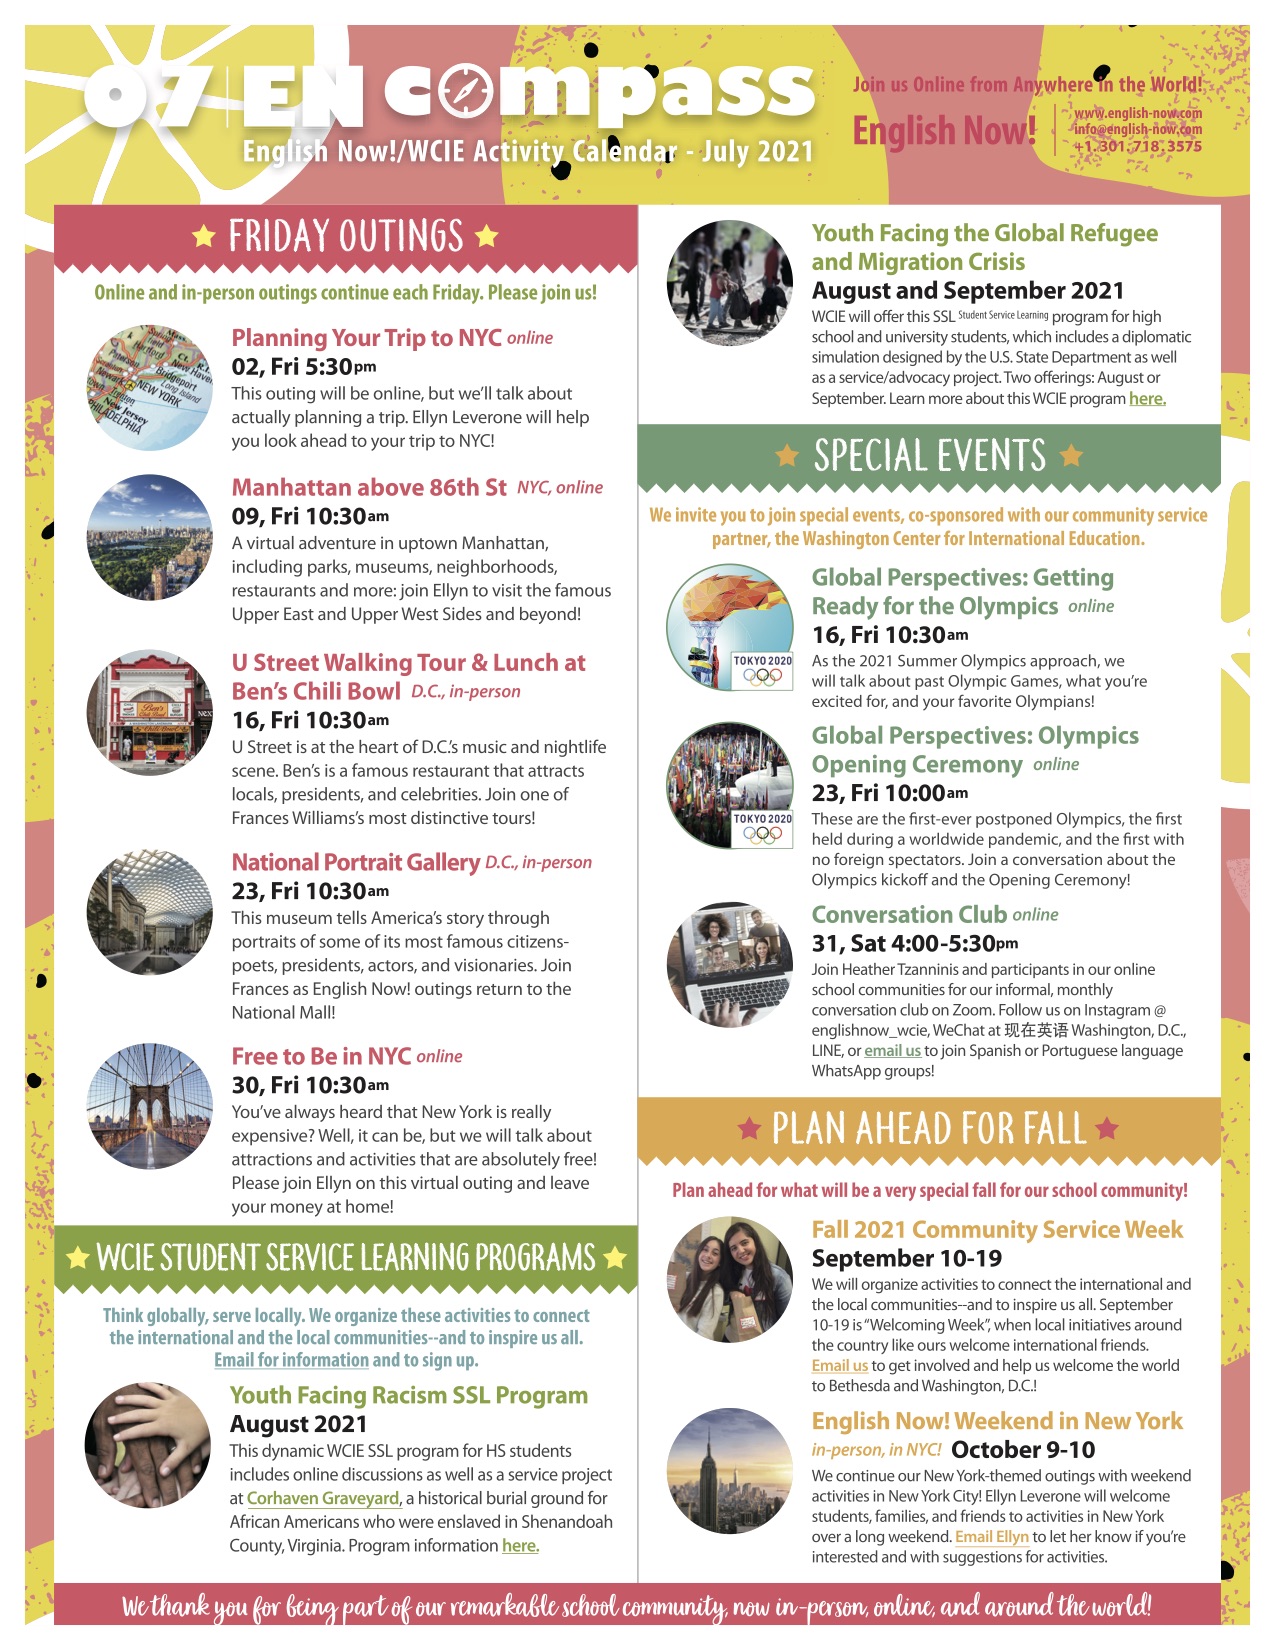 07 EN Compass
English Now!/WCIE Activity Calendar - July 2021
Join us Online from Anywhere in the World!
English Now!
www.english-now.com
info@english-now.com
+1.301.718.3575
FRIDAY OUTINGS
Online and in-person outings continue each Friday. Please join us!
Planning Your Trip to NYC online
02, Fri 5:30pm
This outing will be online, but we'll talk about
actually planning a trip. Ellyn Leverone will help
you look ahead to your trip to NYC!
Manhattan above 86th St NYC, online
09, Fri 10:30am
A virtual adventure in uptown Manhattan,
including parks, museums, neighborhoods,
restaurants and more: join Ellyn to visit the famous
Upper East and Upper West Sides and beyond!
U Street Walking Tour & Lunch at
Ben's Chili Bowl D.C., in-person
16, Fri 10:30am
U Street is at the heart of D.C.'s music and nightlife
scene. Ben's is a famous restaurant that attracts
locals, presidents, and celebrities. Join one of
Frances Williams's most distinctive tours!
National Portrait Gallery D.C., in-person
23, Fri 10:30am
This museum tells America's story through
portraits of some of its most famous citizens-
poets, presidents, actors, and visionaries. Join
Frances as English Now! outings return to the
National Mall!
Free to Be in NYC online
30, Fri 10:30am
You've always heard that New York is really
expensive? Well, it can be, but we will talk about
attractions and activities that are absolutely free!
Please join Ellyn on this virtual outing and leave
your money at home!
WCIE STUDENT SERVICE LEARNING PROGRAMS
Think globally, serve locally. We organize these activities to connect
the international and the local communities--and to inspire us all.
Email for information and to sign up.
Youth Facing Racism SSL Program
August 2021
This dynamic WCIE SSL program for HS students
includes online discussions as well as a service project
at Corhaven Graveyard, a historical burial ground for
African Americans who were enslaved in Shenandoah
County, Virginia. Program information here.
Youth Facing the Global Refugee
and Migration Crisis
August and September 2021
WCIE will offer this SSL Student Service Learning program for high
school and university students, which includes a diplomatic
simulation designed by the U.S. State Department as well
as a service/advocacy project. Two offerings: August or
September. Learn more about this WCIE program here.
SPECIAL EVENTS
We invite you to join special events, co-sponsored with our community service
partner, the Washington Center for International Education.
TOKYO 2020
Global Perspectives: Getting
Ready for the Olympics online
16, Fri 10:30am
As the 2021 Summer Olympics approach, we
will talk about past Olympic Games, what you're
excited for, and your favorite Olympians!
TOKYO 2020
Global Perspectives: Olympics
Opening Ceremony online
23, Fri 10:00am
These are the first-ever postponed Olympics, the first
held during a worldwide pandemic, and the first with
no foreign spectators. Join a conversation about the
Olympics kickoff and the Opening Ceremony!
Conversation Club online
31, Sat 4:00-5:30pm
Join Heather Tzanninis and participants in our online
school communities for our informal, monthly
conversation club on Zoom. Follow us on Instagram @
englishnow_wcie, WeChat at 现在英语 Washington, D.C.,
LINE, or email us to join Spanish or Portuguese language
WhatsApp groups!
PLAN AHEAD FOR FALL
Plan ahead for what will be a very special fall for our school community!
Fall 2021 Community Service Week
September 10-19
We will organize activities to connect the international and
the local communities--and to inspire us all. September
10-19 is "Welcoming Week", when local initiatives around
the country like ours welcome international friends.
Email us to get involved and help us welcome the world
to Bethesda and Washington, D.C.!
English Now! Weekend in New York
in-person, in NYC! October 9-10
We continue our New York-themed outings with weekend
activities in New York City! Ellyn Leverone will welcome
students, families, and friends to activities in New York
over a long weekend. Email Ellyn to let her know if you're
interested and with suggestions for activities.
We thank you for being part of our remarkable school community, now in-person, online, and around the world!